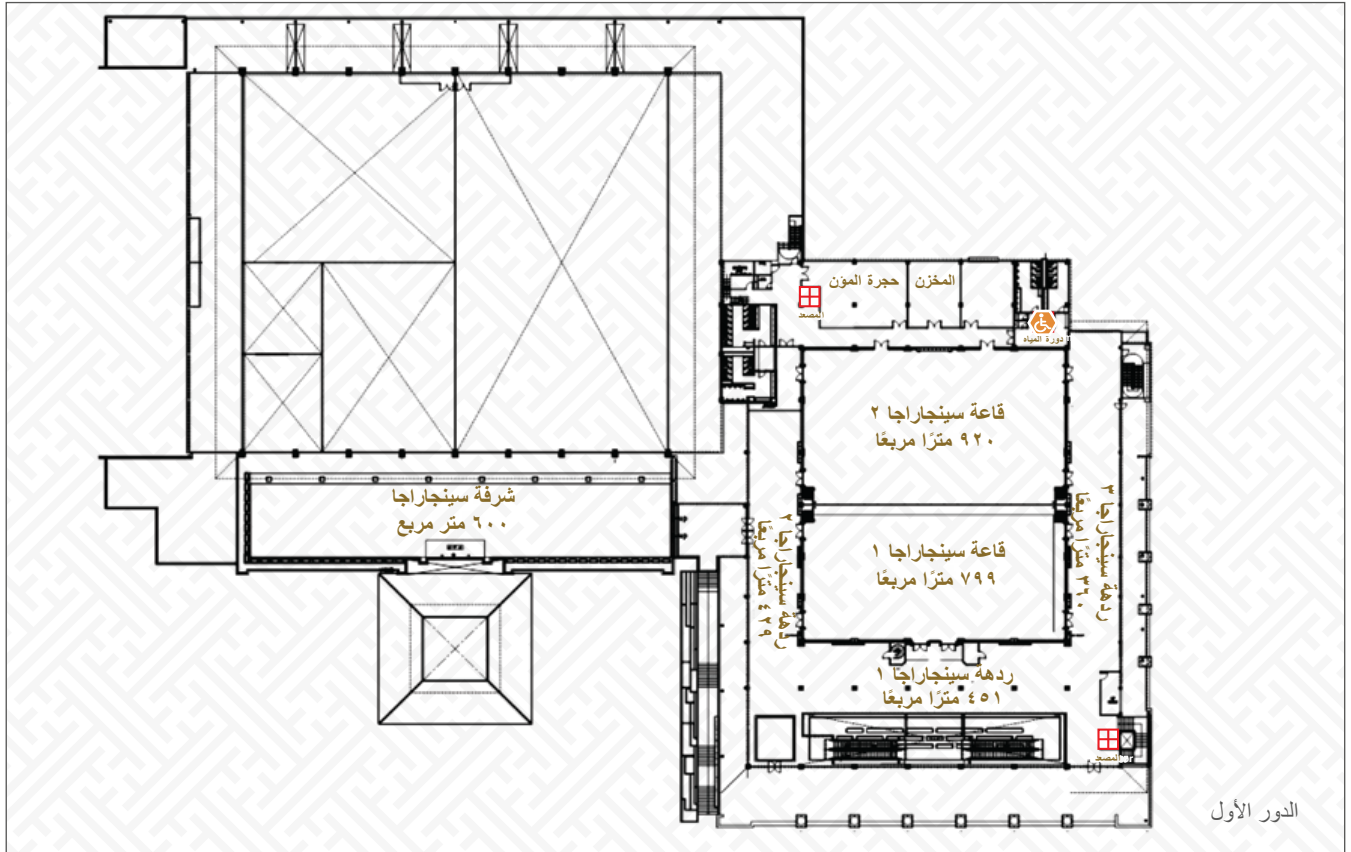 المخزن
حجرة المؤن
المصعد
دورة المياه
قاعة سينجاراجا ٢
٩٢٠ مترًا مربعًا
شرفة سينجاراجا
٦٠٠ متر مربع
ردهة سينجاراجا ٣
٣٦٠ مترًا مربعًا
ردهة سينجاراجا ٢
٤٢٩ مترًا مربعًا
قاعة سينجاراجا ١
٧٩٩ مترًا مربعًا
ردهة سينجاراجا ١
٤٥١ مترًا مربعًا
المصعد
الدور الأول